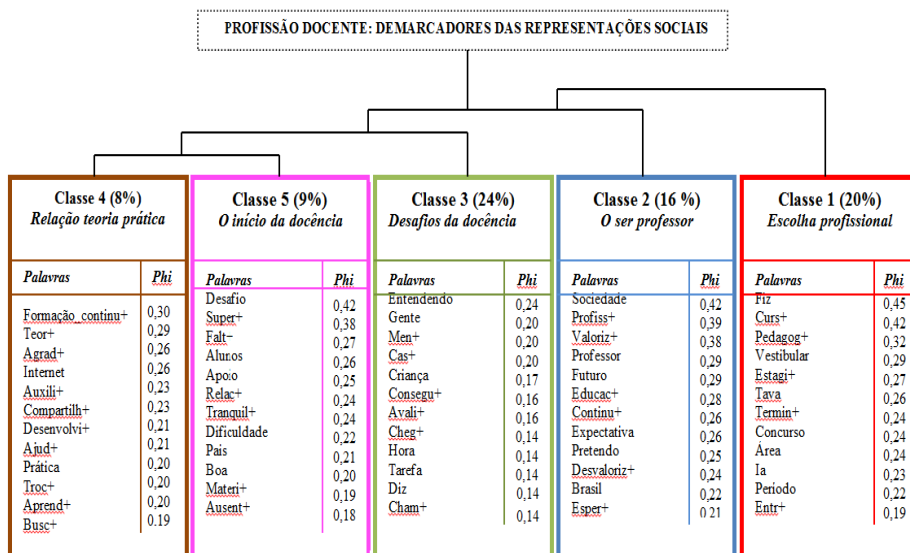 PROFISSÃO DOCENTE: DEMARCADORES DAS REPRESENTAÇÕES SOCIAIS
Classe 4 (8%)
Relação teoria prática
Palavras Phi
Formação_continu+ 0,30
Teor+ 0,29
Agrad+ 0,26
Internet 0,26
Auxili+ 0,23
Compartilh+ 0,23
Desenvolvi+ 0,21
Ajud+ 0,21
Prática 0,20
Troc+ 0,20
Aprend+ 0,20
Busc+ 0,19
Classe 5 (9%)
O início da docência
Palavras Phi
Desafio 0,42
Super+ 0,38
Falt+ 0,27
Alunos 0,26
Apoio 0,25
Relac+ 0,24
Tranquil+ 0,24
Dificuldade 0,22
Pais 0,21
Boa 0,20
Materi+ 0,19
Ausent+ 0,18
Classe 3 (24%)
Desafios da docência
Palavras Phi
Entendendo 0,24
Gente 0,20
Men+ 0,20
Cas+ 0,20
Criança 0,17
Consegu+ 0,16
Avali+ 0,16
Cheg+ 0,14
Hora 0,14
Tarefa 0,14
Diz 0,14
Cham+ 0,14
Classe 2 (16 %)
O ser professor
Palavras Phi
Sociedade 0,42
Profiss+ 0,39
Valoriz+ 0,38
Professor 0,29
Futuro 0,29
Educac+ 0,28
Continu+ 0,26
Expectativa 0,26
Pretendo 0,25
Desvaloriz+ 0,24
Brasil 0,22
Esper+ 0,21
Classe 1 (20%)
Escolha profissional
Palavras Phi
Fiz 0,45
Curs+ 0,42
Pedagog+ 0,32
Vestibular 0,29
Estagi+ 0,27
Tava 0,26
Termin+ 0,24
Concurso 0,24
Área 0,24
Ia 0,23
Período 0,22
Entr+ 0,19